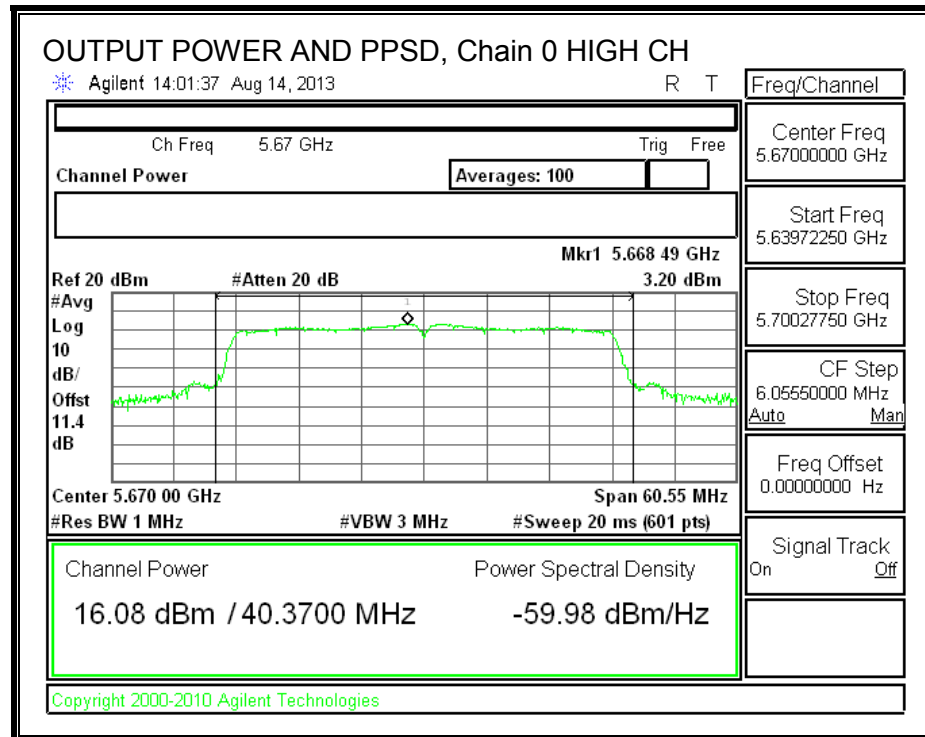 OUTPUT POWER AND PPSD, Chain 0 HIGH CH
Agilent 14:01:37 Aug 14, 2013 R T
Freq/Channel
Ch Freq 5.67 GHz Trig Free
Channel Power Averages: 100
Mkr1 5.668 49 GHz
Ref 20 dBm #Atten 20 dB 3.20 dBm
#Avg
Log
10
dB/
Offst
11.4
dB
1
Center 5.670 00 GHz Span 60.55 MHz
#Res BW 1 MHz #VBW 3 MHz #Sweep 20 ms (601 pts)
Channel Power Power Spectral Density
16.08 dBm / 40.3700 MHz -59.98 dBm/Hz
Center Freq
5.67000000 GHz
Start Freq
5.63972250 GHz
Stop Freq
5.70027750 GHz
CF Step
6.05550000 MHz
Auto Man
Freq Offset
0.00000000 Hz
Signal Track
On Off
Copyright 2000-2010 Agilent Technologies